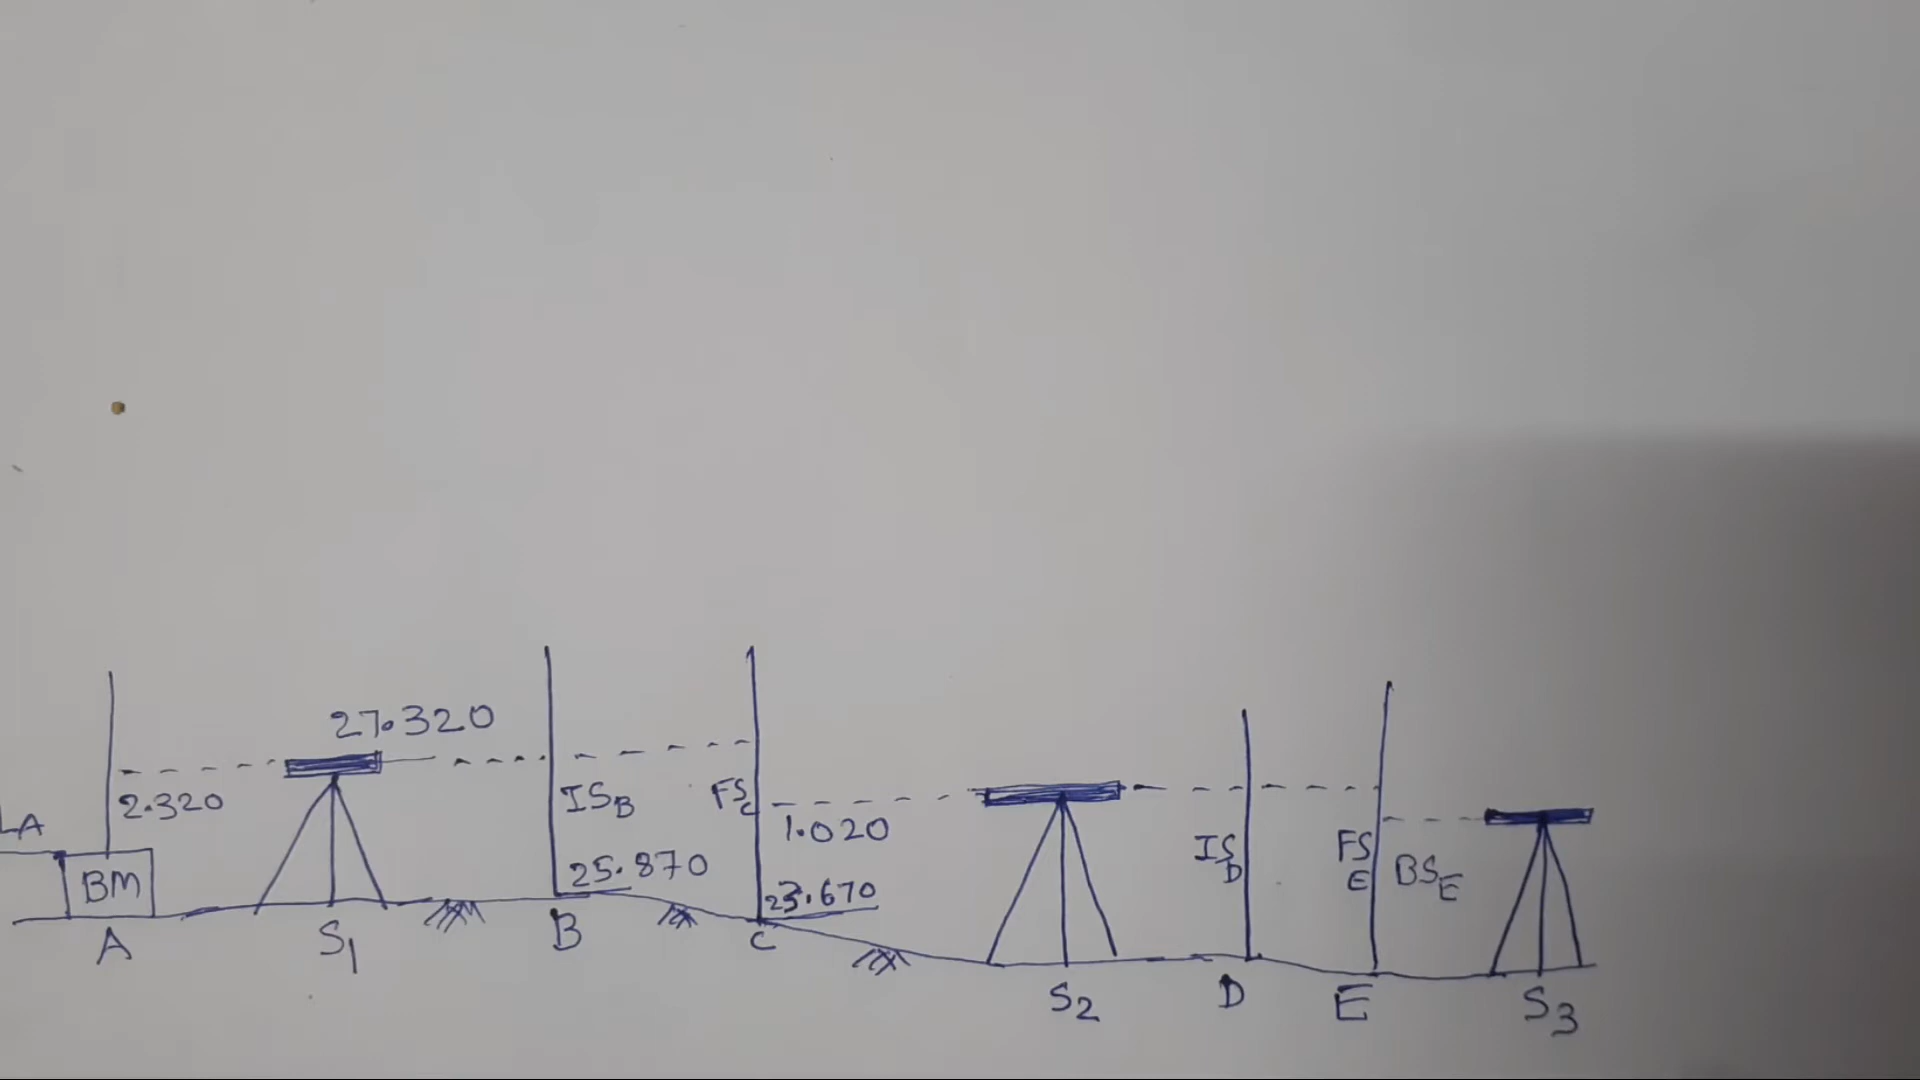 27.320
2.320
ISB
FSC
1.020
LA
BM
25.870
23.670
ISD
FSE
BSE
A
S1
B
C
S2
D
E
S3